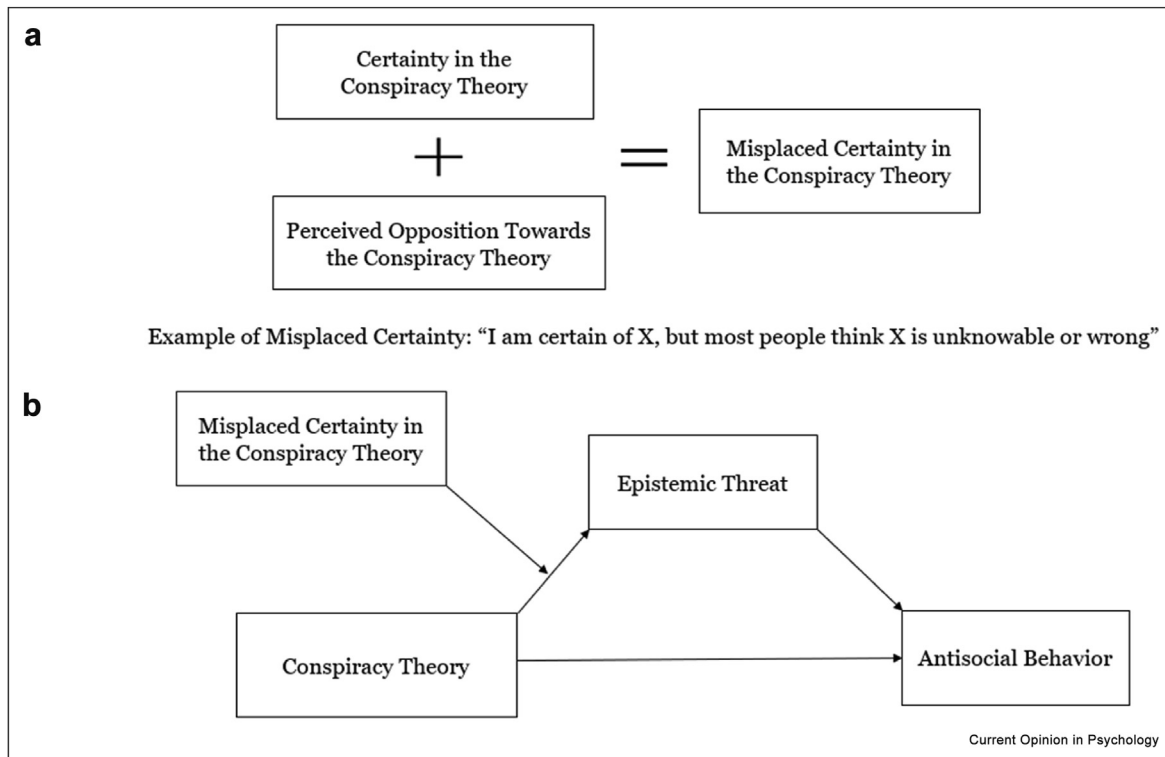 a
Certainty in the
Conspiracy Theory
+
=
Misplaced Certainty in
the Conspiracy Theory
Perceived Opposition Towards
the Conspiracy Theory
Example of Misplaced Certainty: “I am certain of X, but most people think X is unknowable or wrong”
b
Misplaced Certainty in
the Conspiracy Theory
Epistemic Threat
Conspiracy Theory
Antisocial Behavior
Current Opinion in Psychology